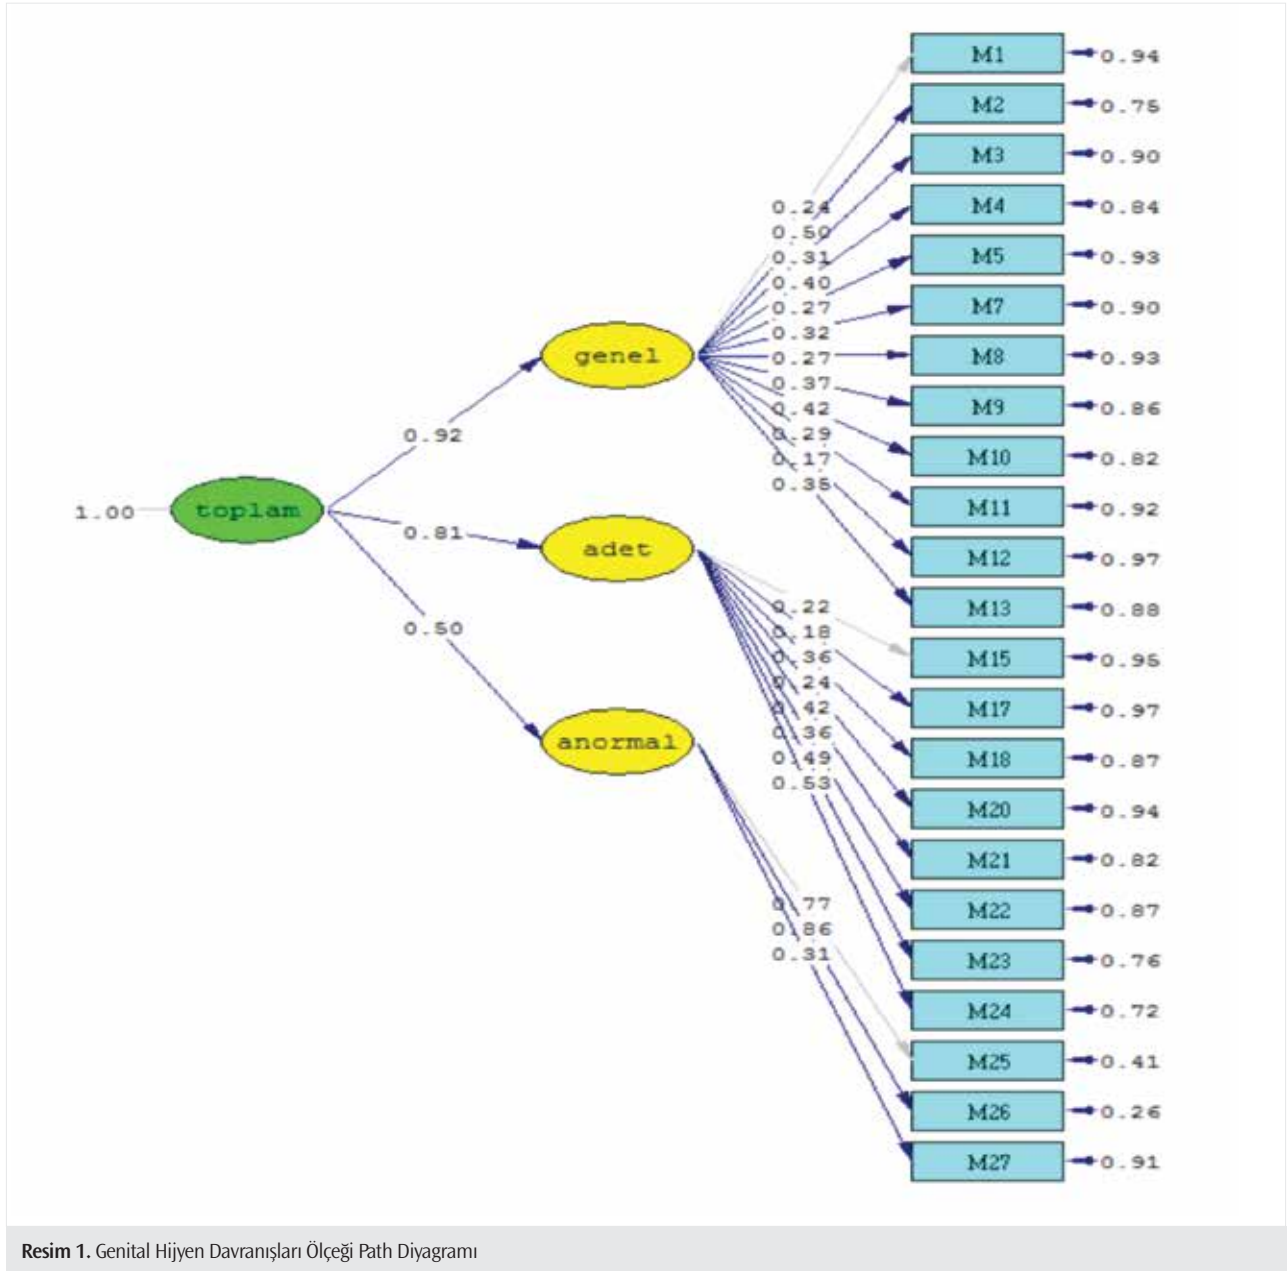 M1 0.94
M2 0.75
M3 0.90
M4 0.84
M5 0.93
M7 0.90
M8 0.93
M9 0.86
M10 0.82
M11 0.92
M12 0.97
M13 0.88
M15 0.95
M17 0.97
M18 0.87
M20 0.94
M21 0.82
M22 0.87
M23 0.76
M24 0.72
M25 0.41
M26 0.26
M27 0.91
0.24
0.50
0.31
0.40
0.27
0.32
0.27
0.37
0.42
0.29
0.17
0.35
genel
0.92
1.00 toplam
0.81
adet
0.22
0.18
0.36
0.24
0.42
0.36
0.49
0.53
0.50
anormal
0.77
0.86
0.31
Resim 1. Genital Hijyen Davranışları Ölçeği Path Diyagramı